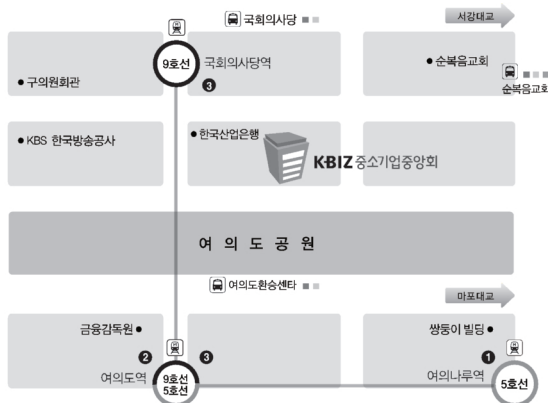 국회의사당
서강대교
9호선
국회의사당역
3
구의원회관
순복음교회
순복음교회
KBS 한국방송공사
한국산업은행
K·BIZ 중소기업중앙회
여 의 도 공 원
여의도환승센타
마포대교
금융감독원
쌍둥이 빌딩
2
3
1
여의도역
9호선
5호선
여의나루역
5호선